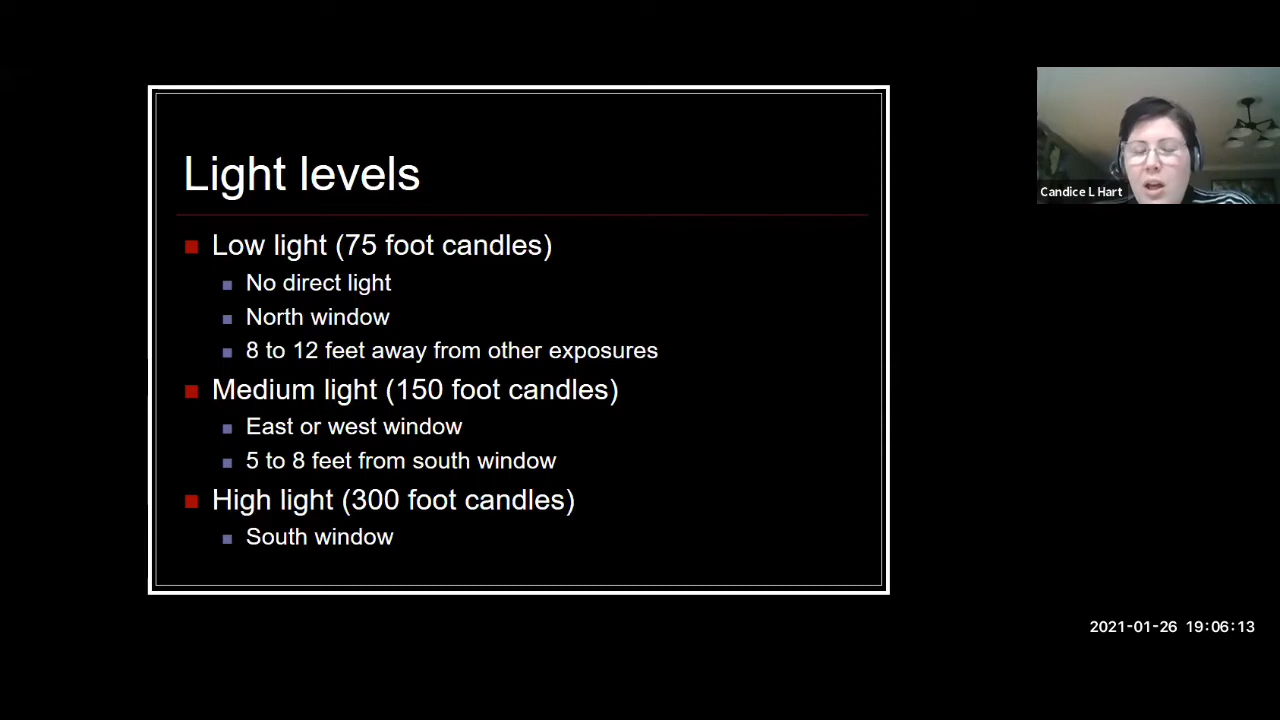 Light levels
Low light (75 foot candles)
No direct light
North window
8 to 12 feet away from other exposures
Medium light (150 foot candles)
East or west window
5 to 8 feet from south window
High light (300 foot candles)
South window
Candice L Hart
2021-01-26 19:06:13